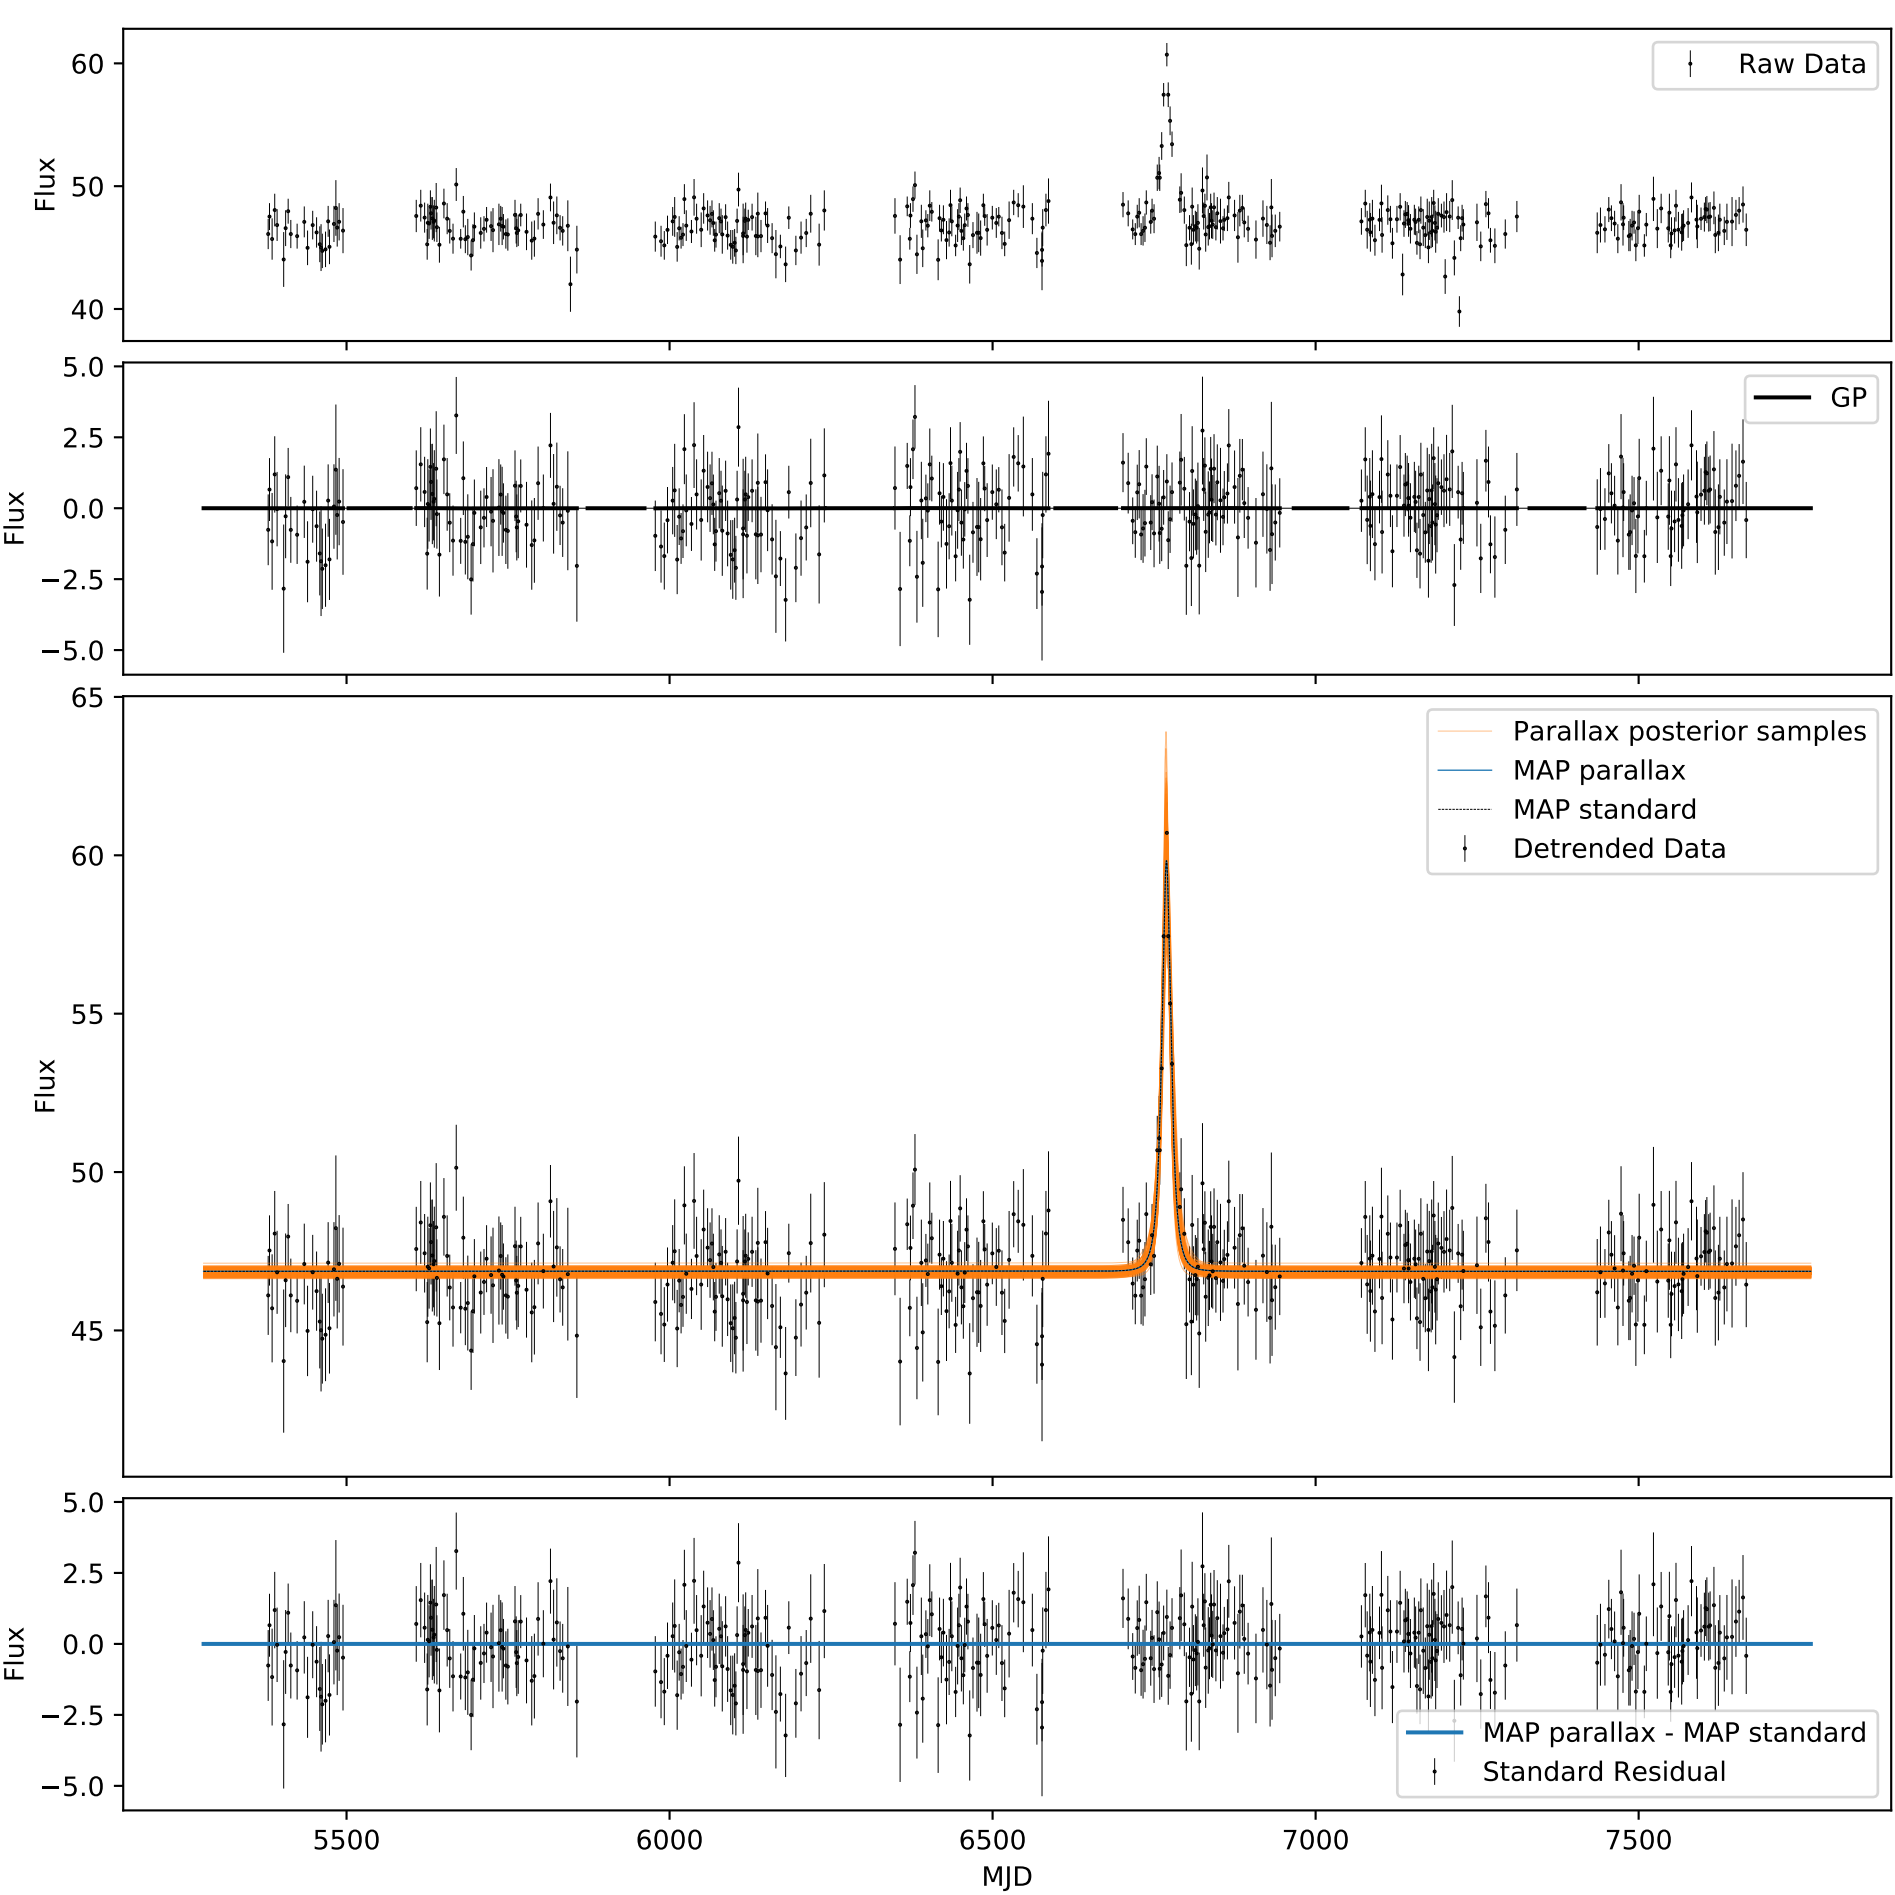 60
50
40
Flux
Raw Data
5.0
2.5
0.0
−2.5
−5.0
Flux
GP
65
60
55
50
45
Flux
Parallax posterior samples
MAP parallax
MAP standard
Detrended Data
5.0
2.5
0.0
−2.5
−5.0
Flux
MAP parallax - MAP standard
Standard Residual
5500
6000
6500
7000
7500
MJD